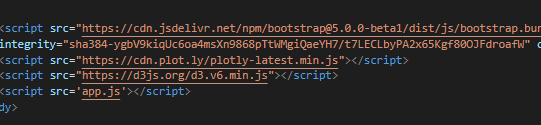 <script src="https://cdn.jsdelivr.net/npm/bootstrap@5.0.0-beta1/dist/js/bootstrap.bun
integrity="sha384-ygbV9kiqUc6oa4msXn9868pTtWMgiQaeYH7/t7LECLbyPA2x65Kgf80OJFdroafW" c
<script src="https://cdn.plot.ly/plotly-latest.min.js"></script>
<script src="https://d3js.org/d3.v6.min.js"></script>
<script src='app.js'></script>
dy>